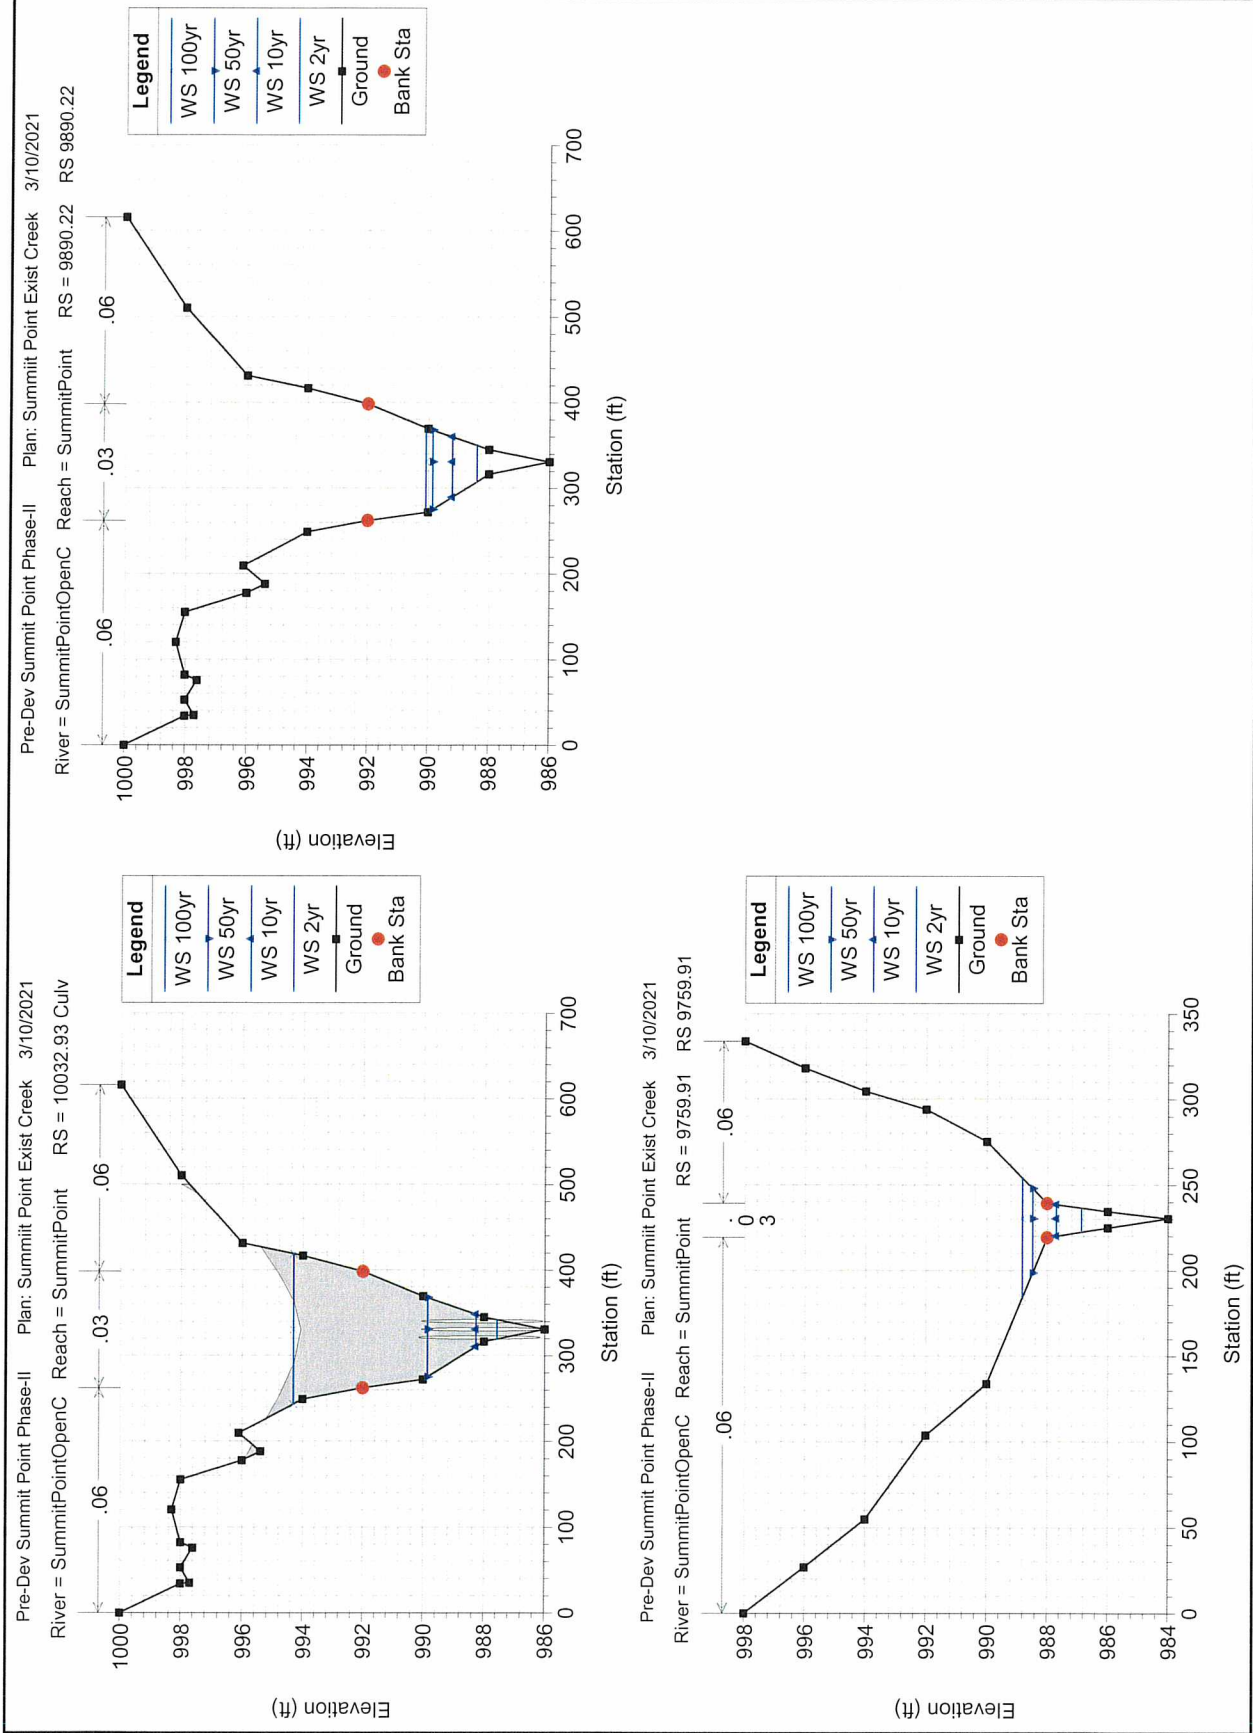 Pre-Dev Summit Point Phase-II Plan: Summiit Point Exist Creek 3/10/2021
River = SummitPointOpenC Reach = SummitPoint RS = 10032.93 Culv
.06
.03
.06
Legend
WS 100yr
WS 50yr
WS 10yr
WS 2yr
Ground
Bank Sta
1000
998
996
994
992
990
988
986
Elevation (ft)
0 100 200 300 400 500 600 700
Station (ft)
Pre-Dev Summit Point Phase-II Plan: Summiit Point Exist Creek 3/10/2021
River = SummitPointOpenC Reach = SummitPoint RS = 9890.22 RS 9890.22
.06
.03
.06
Legend
WS 100yr
WS 50yr
WS 10yr
WS 2yr
Ground
Bank Sta
1000
998
996
994
992
990
988
986
Elevation (ft)
0 100 200 300 400 500 600 700
Station (ft)
Pre-Dev Summit Point Phase-II Plan: Summiit Point Exist Creek 3/10/2021
River = SummitPointOpenC Reach = SummitPoint RS = 9759.91 RS 9759.91
.06
.
0
3
.06
Legend
WS 100yr
WS 50yr
WS 10yr
WS 2yr
Ground
Bank Sta
998
996
994
992
990
988
986
984
Elevation (ft)
0 50 100 150 200 250 300 350
Station (ft)